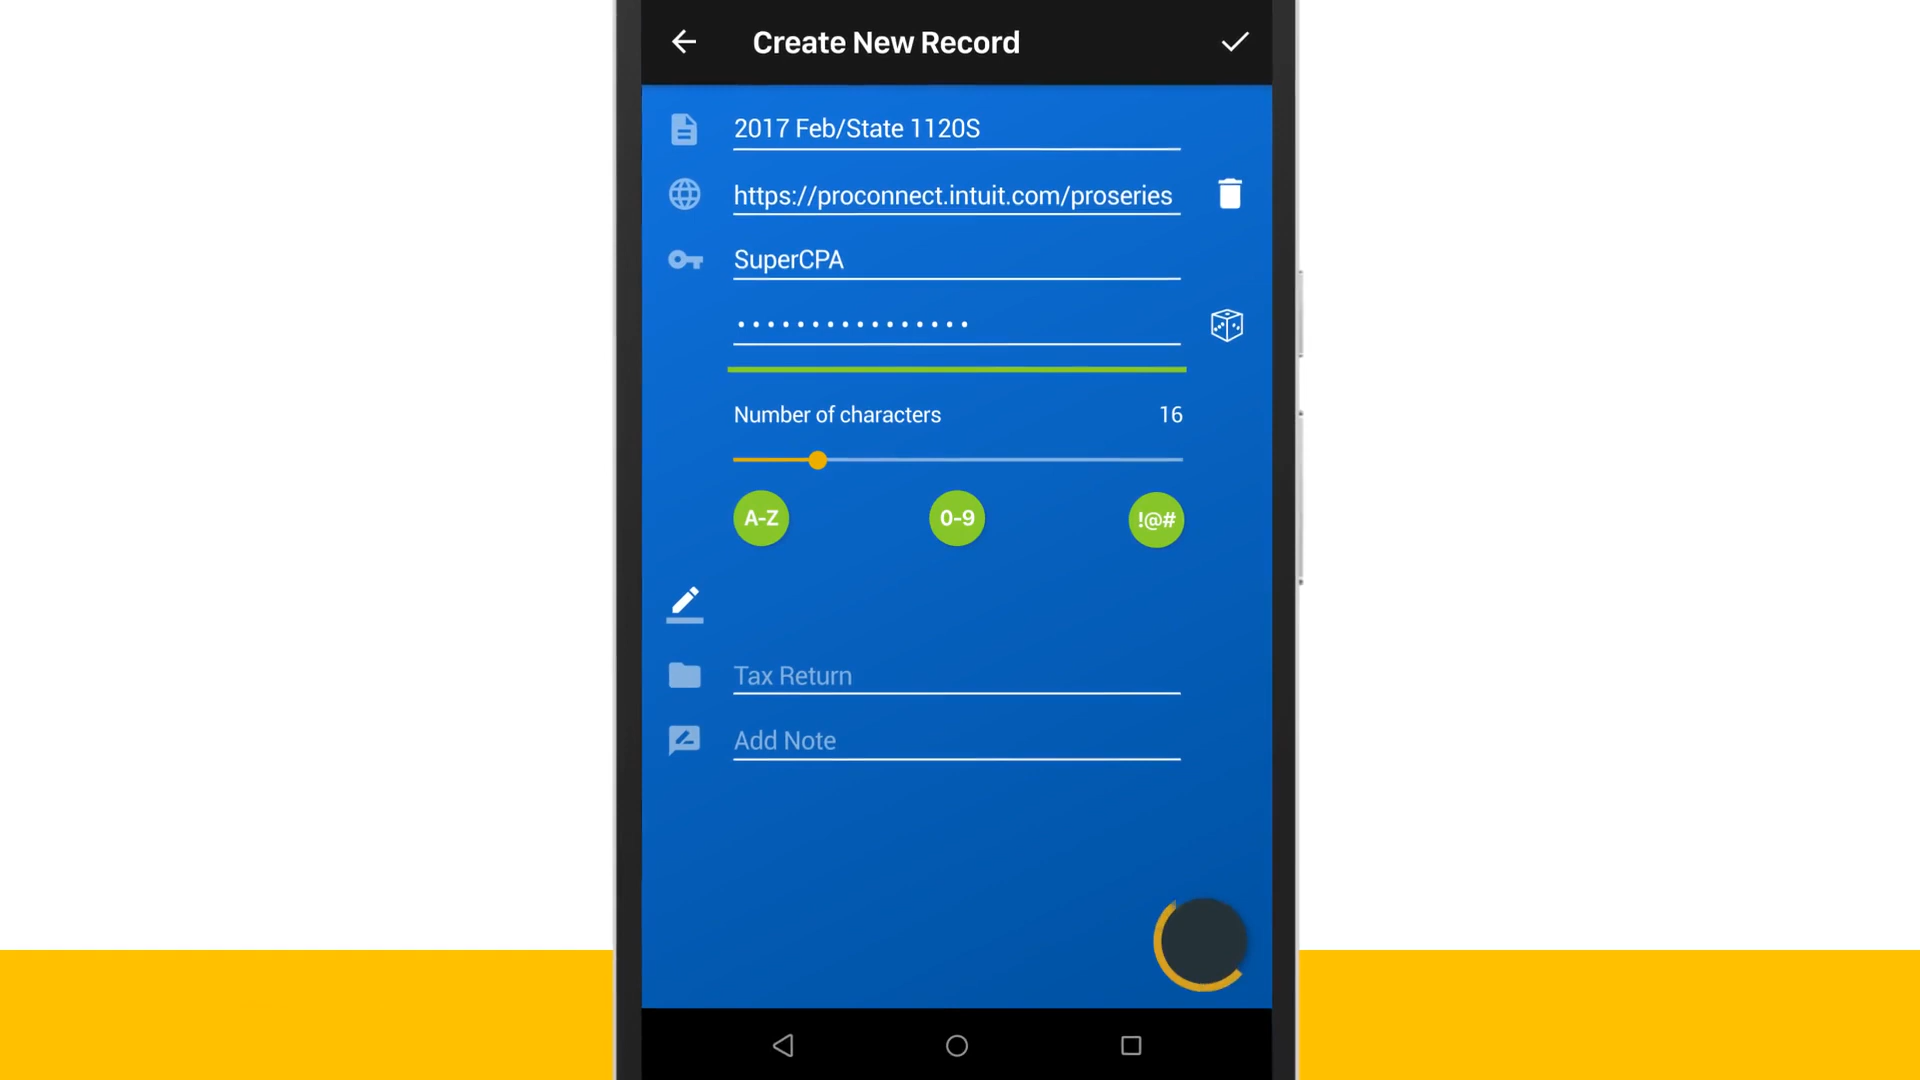 Create New Record
2017 Feb/State 1120S
https://proconnect.intuit.com/proseries
SuperCPA
••••••••••••••••
Number of characters 16
A-Z 0-9 !@#
Tax Return
Add Note